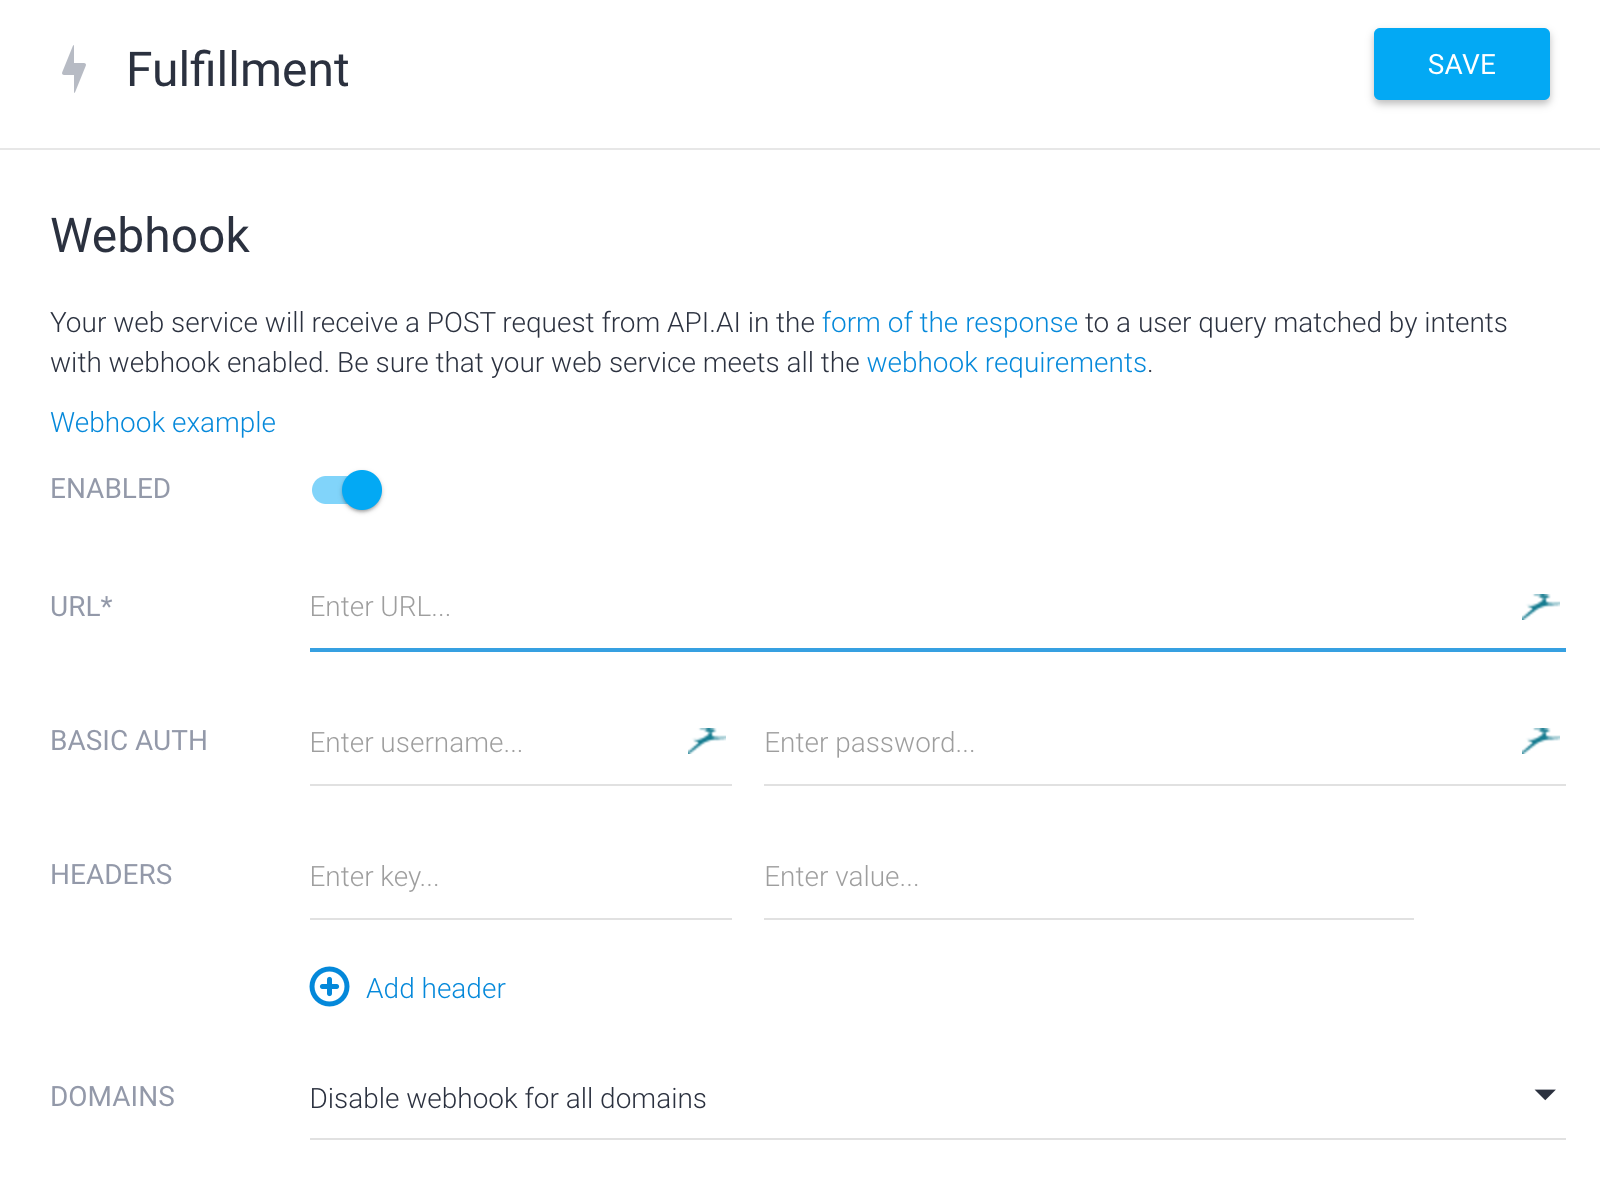 Fulfillment
SAVE
Webhook
Your web service will receive a POST request from API.AI in the form of the response to a user query matched by intents
with webhook enabled. Be sure that your web service meets all the webhook requirements.
Webhook example
ENABLED
URL*
Enter URL...
BASIC AUTH
Enter username...
Enter password...
HEADERS
Enter key...
Enter value...
Add header
DOMAINS
Disable webhook for all domains